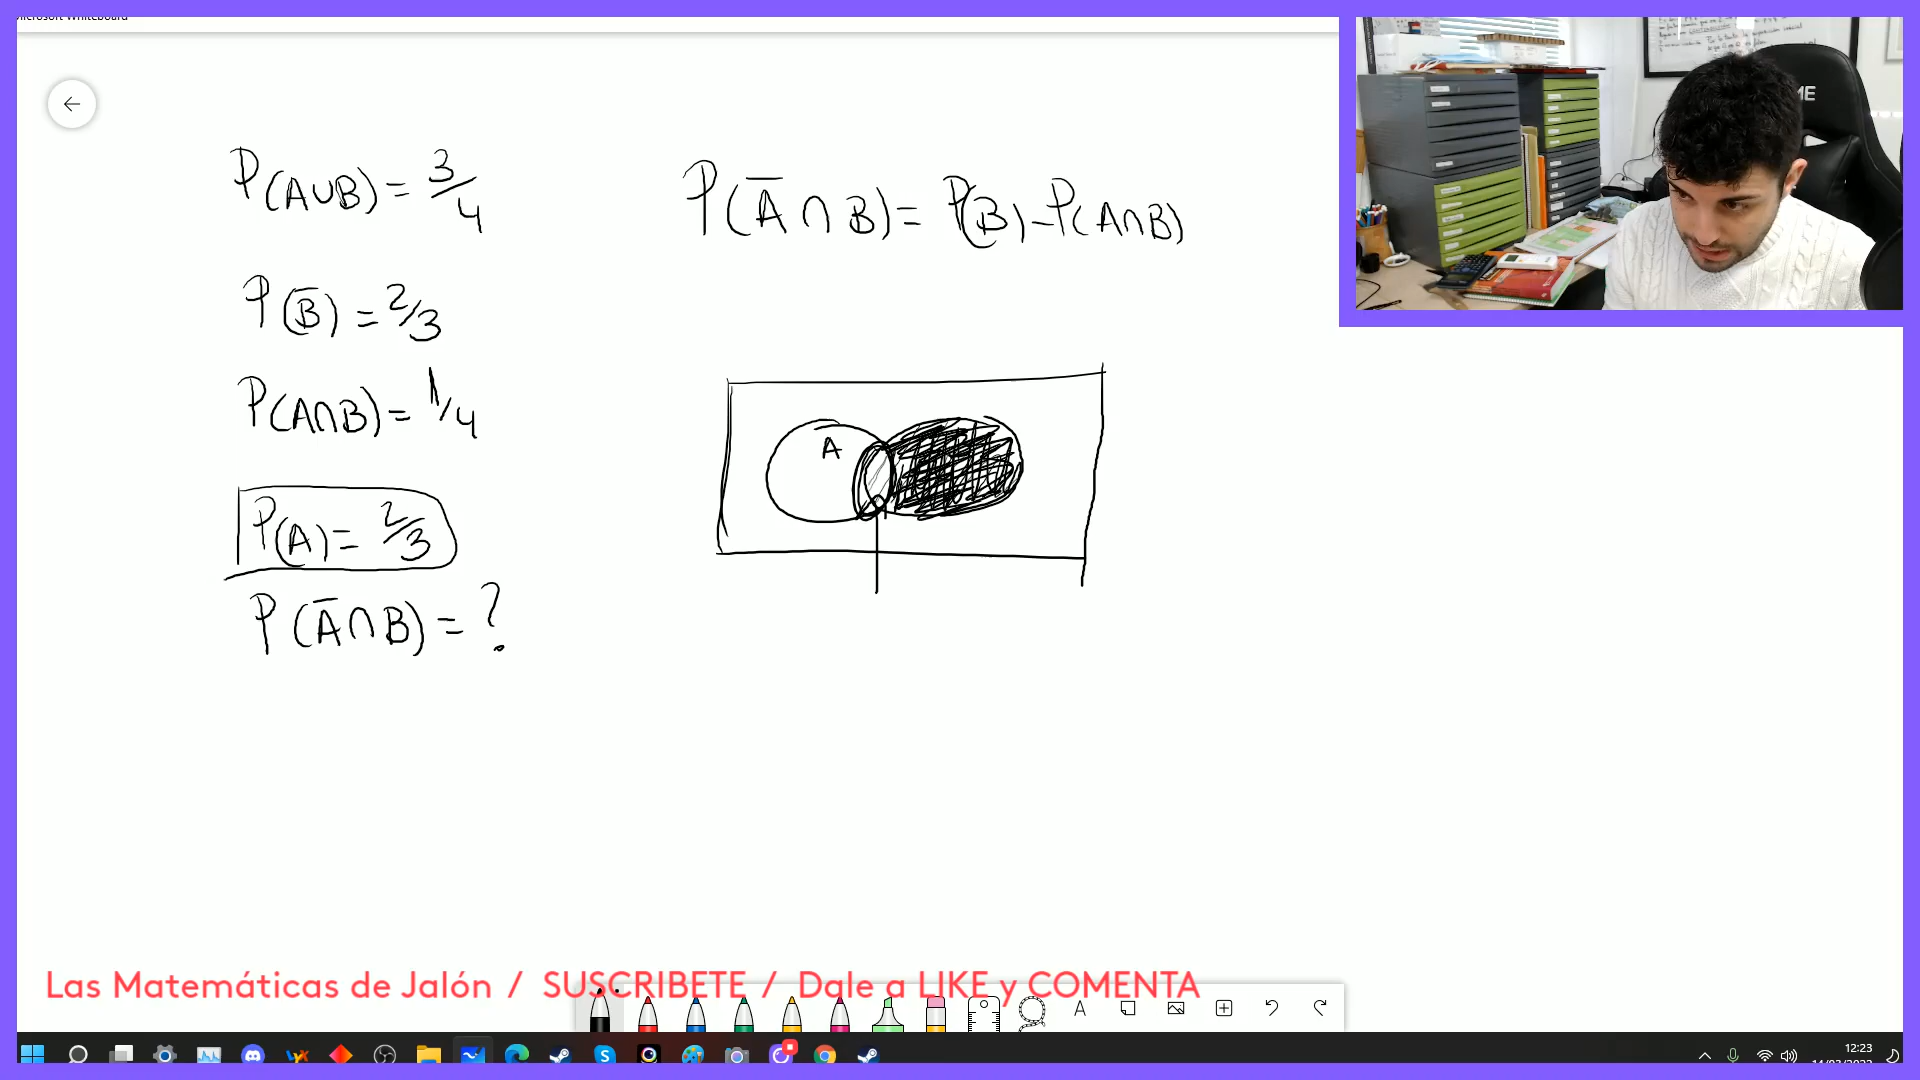 P(A∪B) = 3/4
P(B̅) = 2/3
P(A∩B) = 1/4
P(A) = 2/3
P(A̅∩B) = ?
P(A̅∩B) = P(B) - P(A∩B)
A
Las Matemáticas de Jalón / SUSCRIBETE / Dale a LIKE y COMENTA
12:23